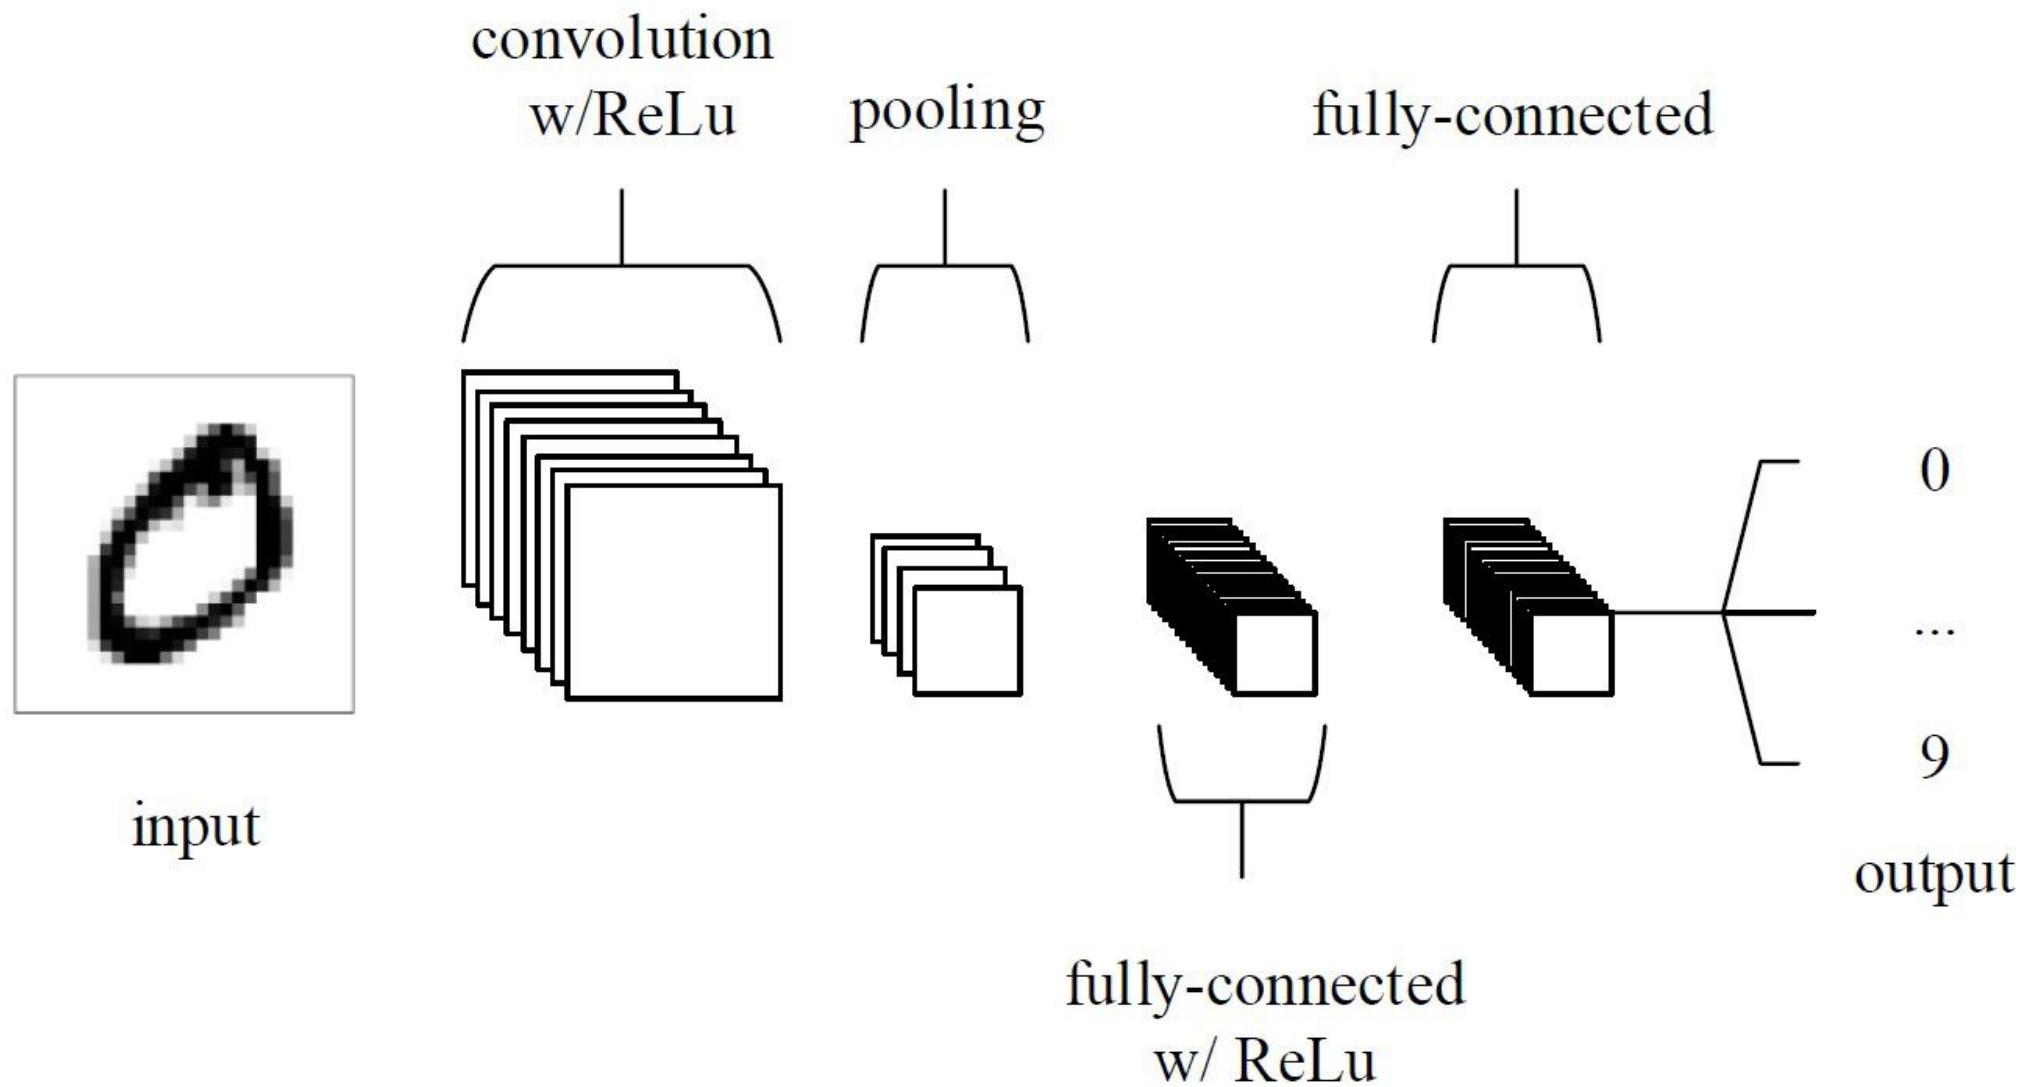 convolution
w/ReLu
pooling
fully-connected
0
...
9
input
output
fully-connected
w/ ReLu